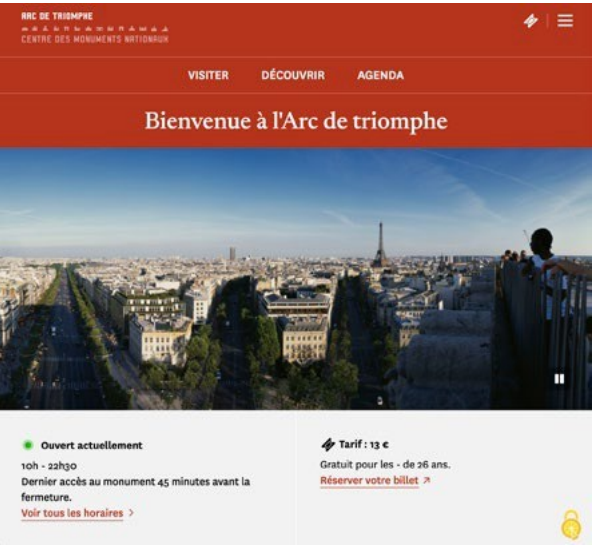 ARC DE TRIOMPHE
CENTRE DES MONUMENTS NATIONAUX
VISITER DÉCOUVRIR AGENDA
Bienvenue à l'Arc de triomphe
Ouvert actuellement
10h - 22h30
Dernier accès au monument 45 minutes avant la
fermeture.
Voir tous les horaires >
Tarif : 13 €
Gratuit pour les - de 26 ans.
Réserver votre billet ↗